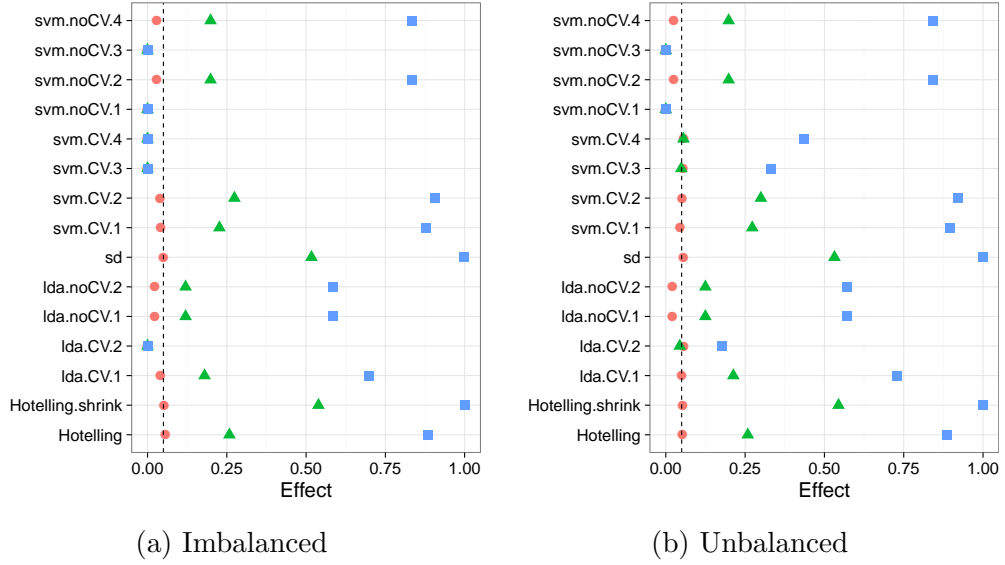 svm.noCV.4
svm.noCV.3
svm.noCV.2
svm.noCV.1
svm.CV.4
svm.CV.3
svm.CV.2
svm.CV.1
sd
lda.noCV.2
lda.noCV.1
lda.CV.2
lda.CV.1
Hotelling.shrink
Hotelling
0.00 0.25 0.50 0.75 1.00
Effect
(a) Imbalanced
svm.noCV.4
svm.noCV.3
svm.noCV.2
svm.noCV.1
svm.CV.4
svm.CV.3
svm.CV.2
svm.CV.1
sd
lda.noCV.2
lda.noCV.1
lda.CV.2
lda.CV.1
Hotelling.shrink
Hotelling
0.00 0.25 0.50 0.75 1.00
Effect
(b) Unbalanced